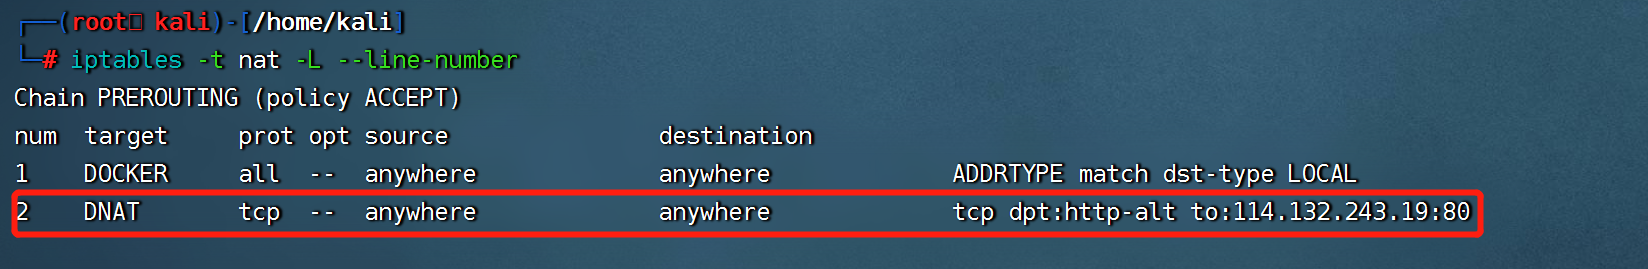 ┌──(root㉿ kali)-[/home/kali]
└─# iptables -t nat -L --line-number
Chain PREROUTING (policy ACCEPT)
num target prot opt source destination
1 DOCKER all -- anywhere anywhere ADDRTYPE match dst-type LOCAL
2 DNAT tcp -- anywhere anywhere tcp dpt:http-alt to:114.132.243.19:80